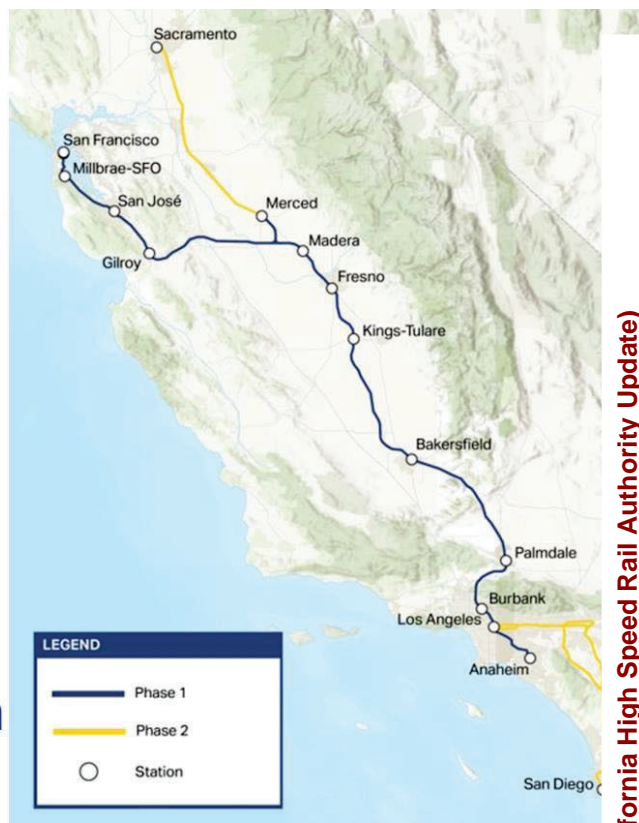 Sacramento
San Francisco
Millbrae-SFO
San José
Merced
Gilroy
Madera
Fresno
Kings-Tulare
Bakersfield
Palmdale
Burbank
Los Angeles
Anaheim
San Diego
LEGEND
Phase 1
Phase 2
Station
fornia High Speed Rail Authority Update)